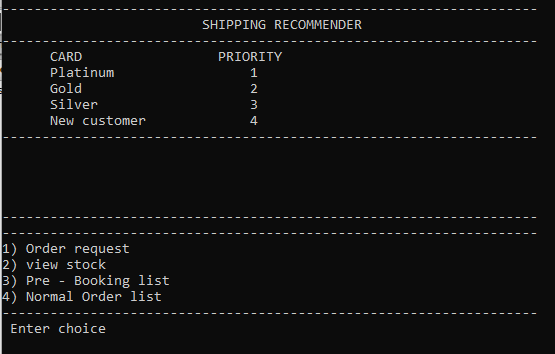 --------------------------------------------------------------------
SHIPPING RECOMMENDER
--------------------------------------------------------------------
CARD PRIORITY
Platinum 1
Gold 2
Silver 3
New customer 4
--------------------------------------------------------------------
--------------------------------------------------------------------
--------------------------------------------------------------------
1) Order request
2) view stock
3) Pre - Booking list
4) Normal Order list
--------------------------------------------------------------------
Enter choice